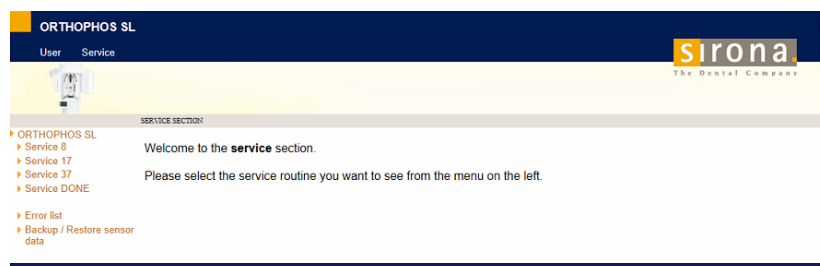 ORTHOPHOS SL
User Service
sirona.
The Dental Company
SERVICE SECTION
ORTHOPHOS SL
Service 8
Service 17
Service 37
Service DONE
Error list
Backup / Restore sensor
data
Welcome to the service section.
Please select the service routine you want to see from the menu on the left.